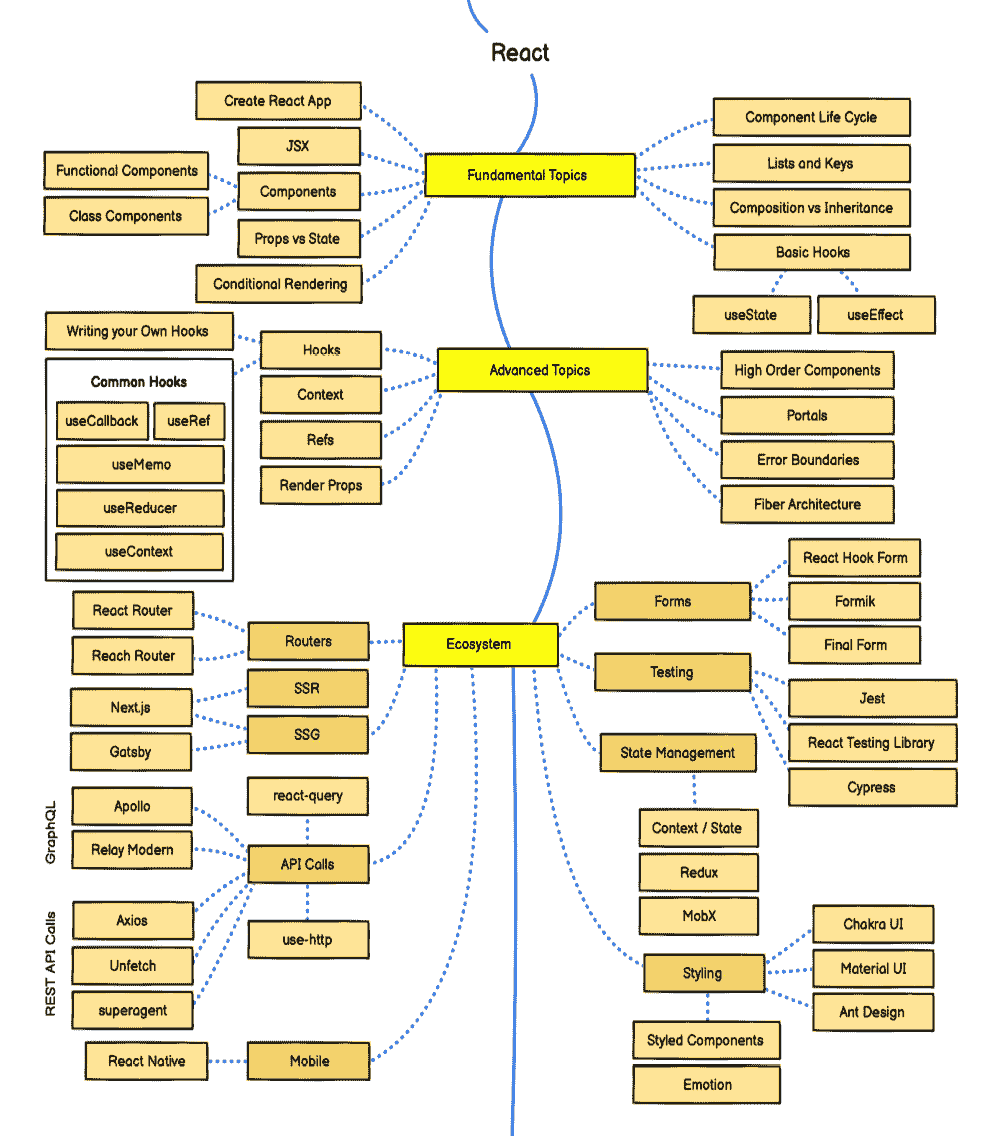 React
Create React App
JSX
Functional Components
Components
Class Components
Props vs State
Conditional Rendering
Fundamental Topics
Component Life Cycle
Lists and Keys
Composition vs Inheritance
Basic Hooks
useState
useEffect
Writing your Own Hooks
Hooks
Common Hooks
useCallback
useRef
useMemo
useReducer
useContext
Context
Refs
Render Props
Advanced Topics
High Order Components
Portals
Error Boundaries
Fiber Architecture
React Router
Reach Router
Routers
Ecosystem
Next.js
Gatsby
SSR
SSG
GraphQL
Apollo
Relay Modern
react-query
API Calls
use-http
REST API Calls
Axios
Unfetch
superagent
React Native
Mobile
Forms
React Hook Form
Formik
Final Form
Testing
Jest
React Testing Library
Cypress
State Management
Context / State
Redux
MobX
Styling
Chakra UI
Material UI
Ant Design
Styled Components
Emotion